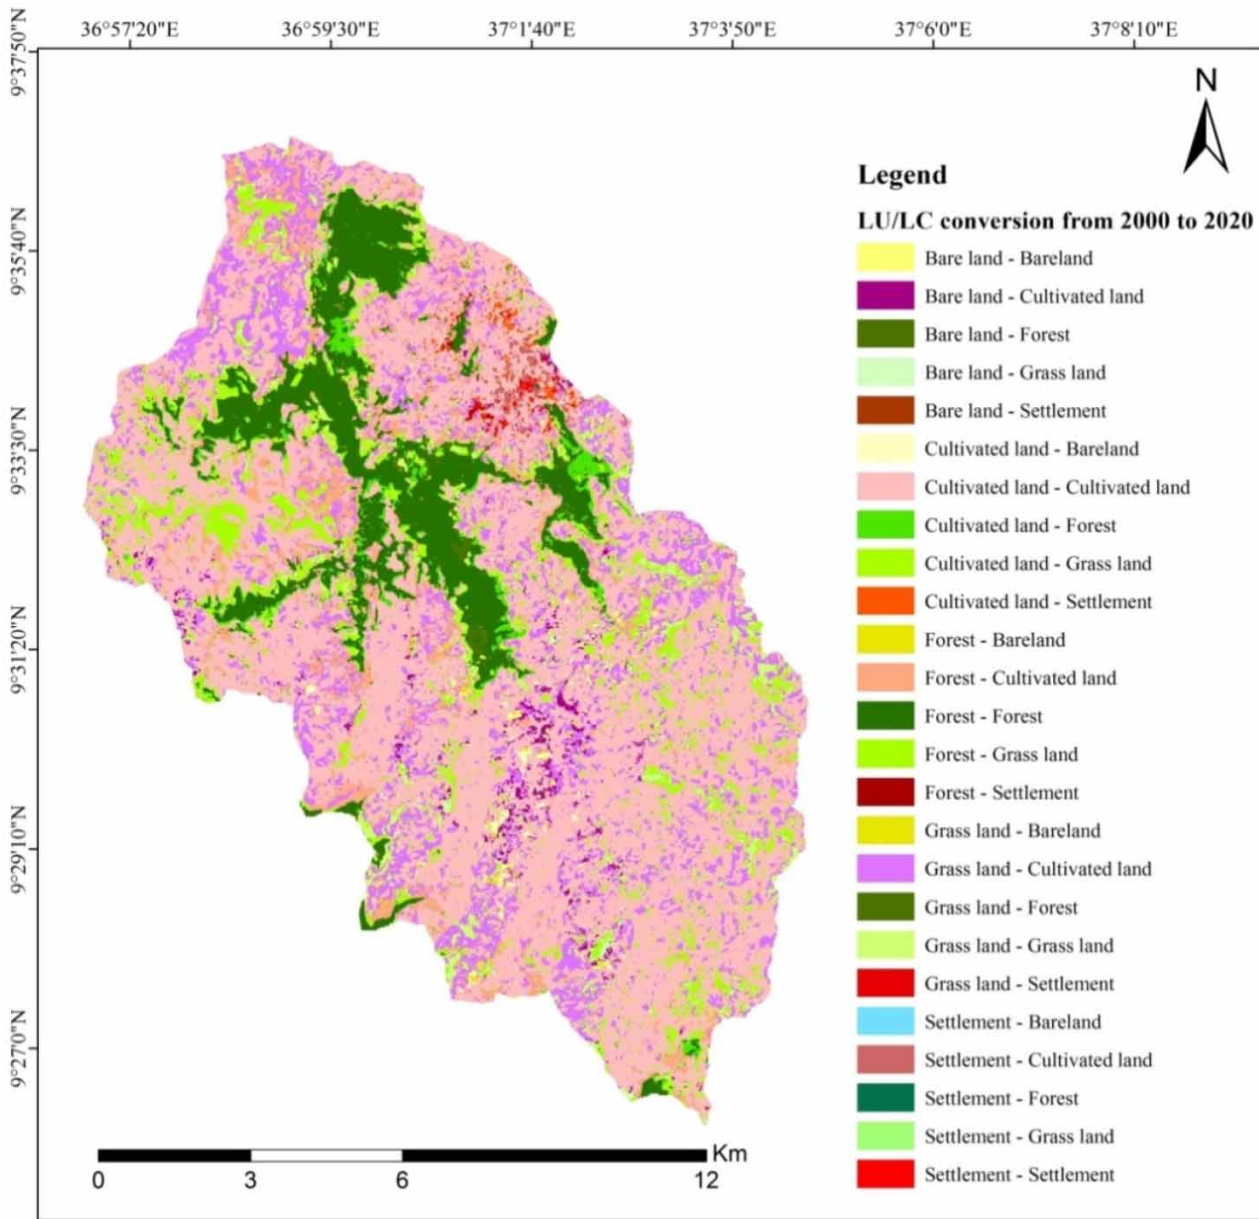 36°57'20"E 36°59'30"E 37°1'40"E 37°3'50"E 37°6'0"E 37°8'10"E
9°37'50"N
9°35'40"N
9°33'30"N
9°31'20"N
9°29'10"N
9°27'0"N
N
Legend
LU/LC conversion from 2000 to 2020
Bare land - Bareland
Bare land - Cultivated land
Bare land - Forest
Bare land - Grass land
Bare land - Settlement
Cultivated land - Bareland
Cultivated land - Cultivated land
Cultivated land - Forest
Cultivated land - Grass land
Cultivated land - Settlement
Forest - Bareland
Forest - Cultivated land
Forest - Forest
Forest - Grass land
Forest - Settlement
Grass land - Bareland
Grass land - Cultivated land
Grass land - Forest
Grass land - Grass land
Grass land - Settlement
Settlement - Bareland
Settlement - Cultivated land
Settlement - Forest
Settlement - Grass land
Settlement - Settlement
Km
0 3 6 12